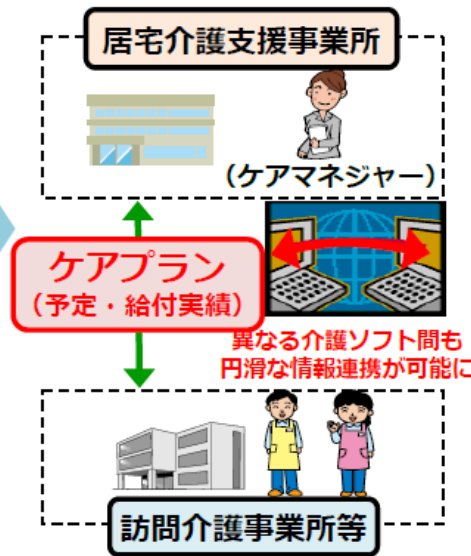 居宅介護支援事業所
（ケアマネジャー）
ケアプラン
（予定・給付実績）
異なる介護ソフト間も
円滑な情報連携が可能に
訪問介護事業所等